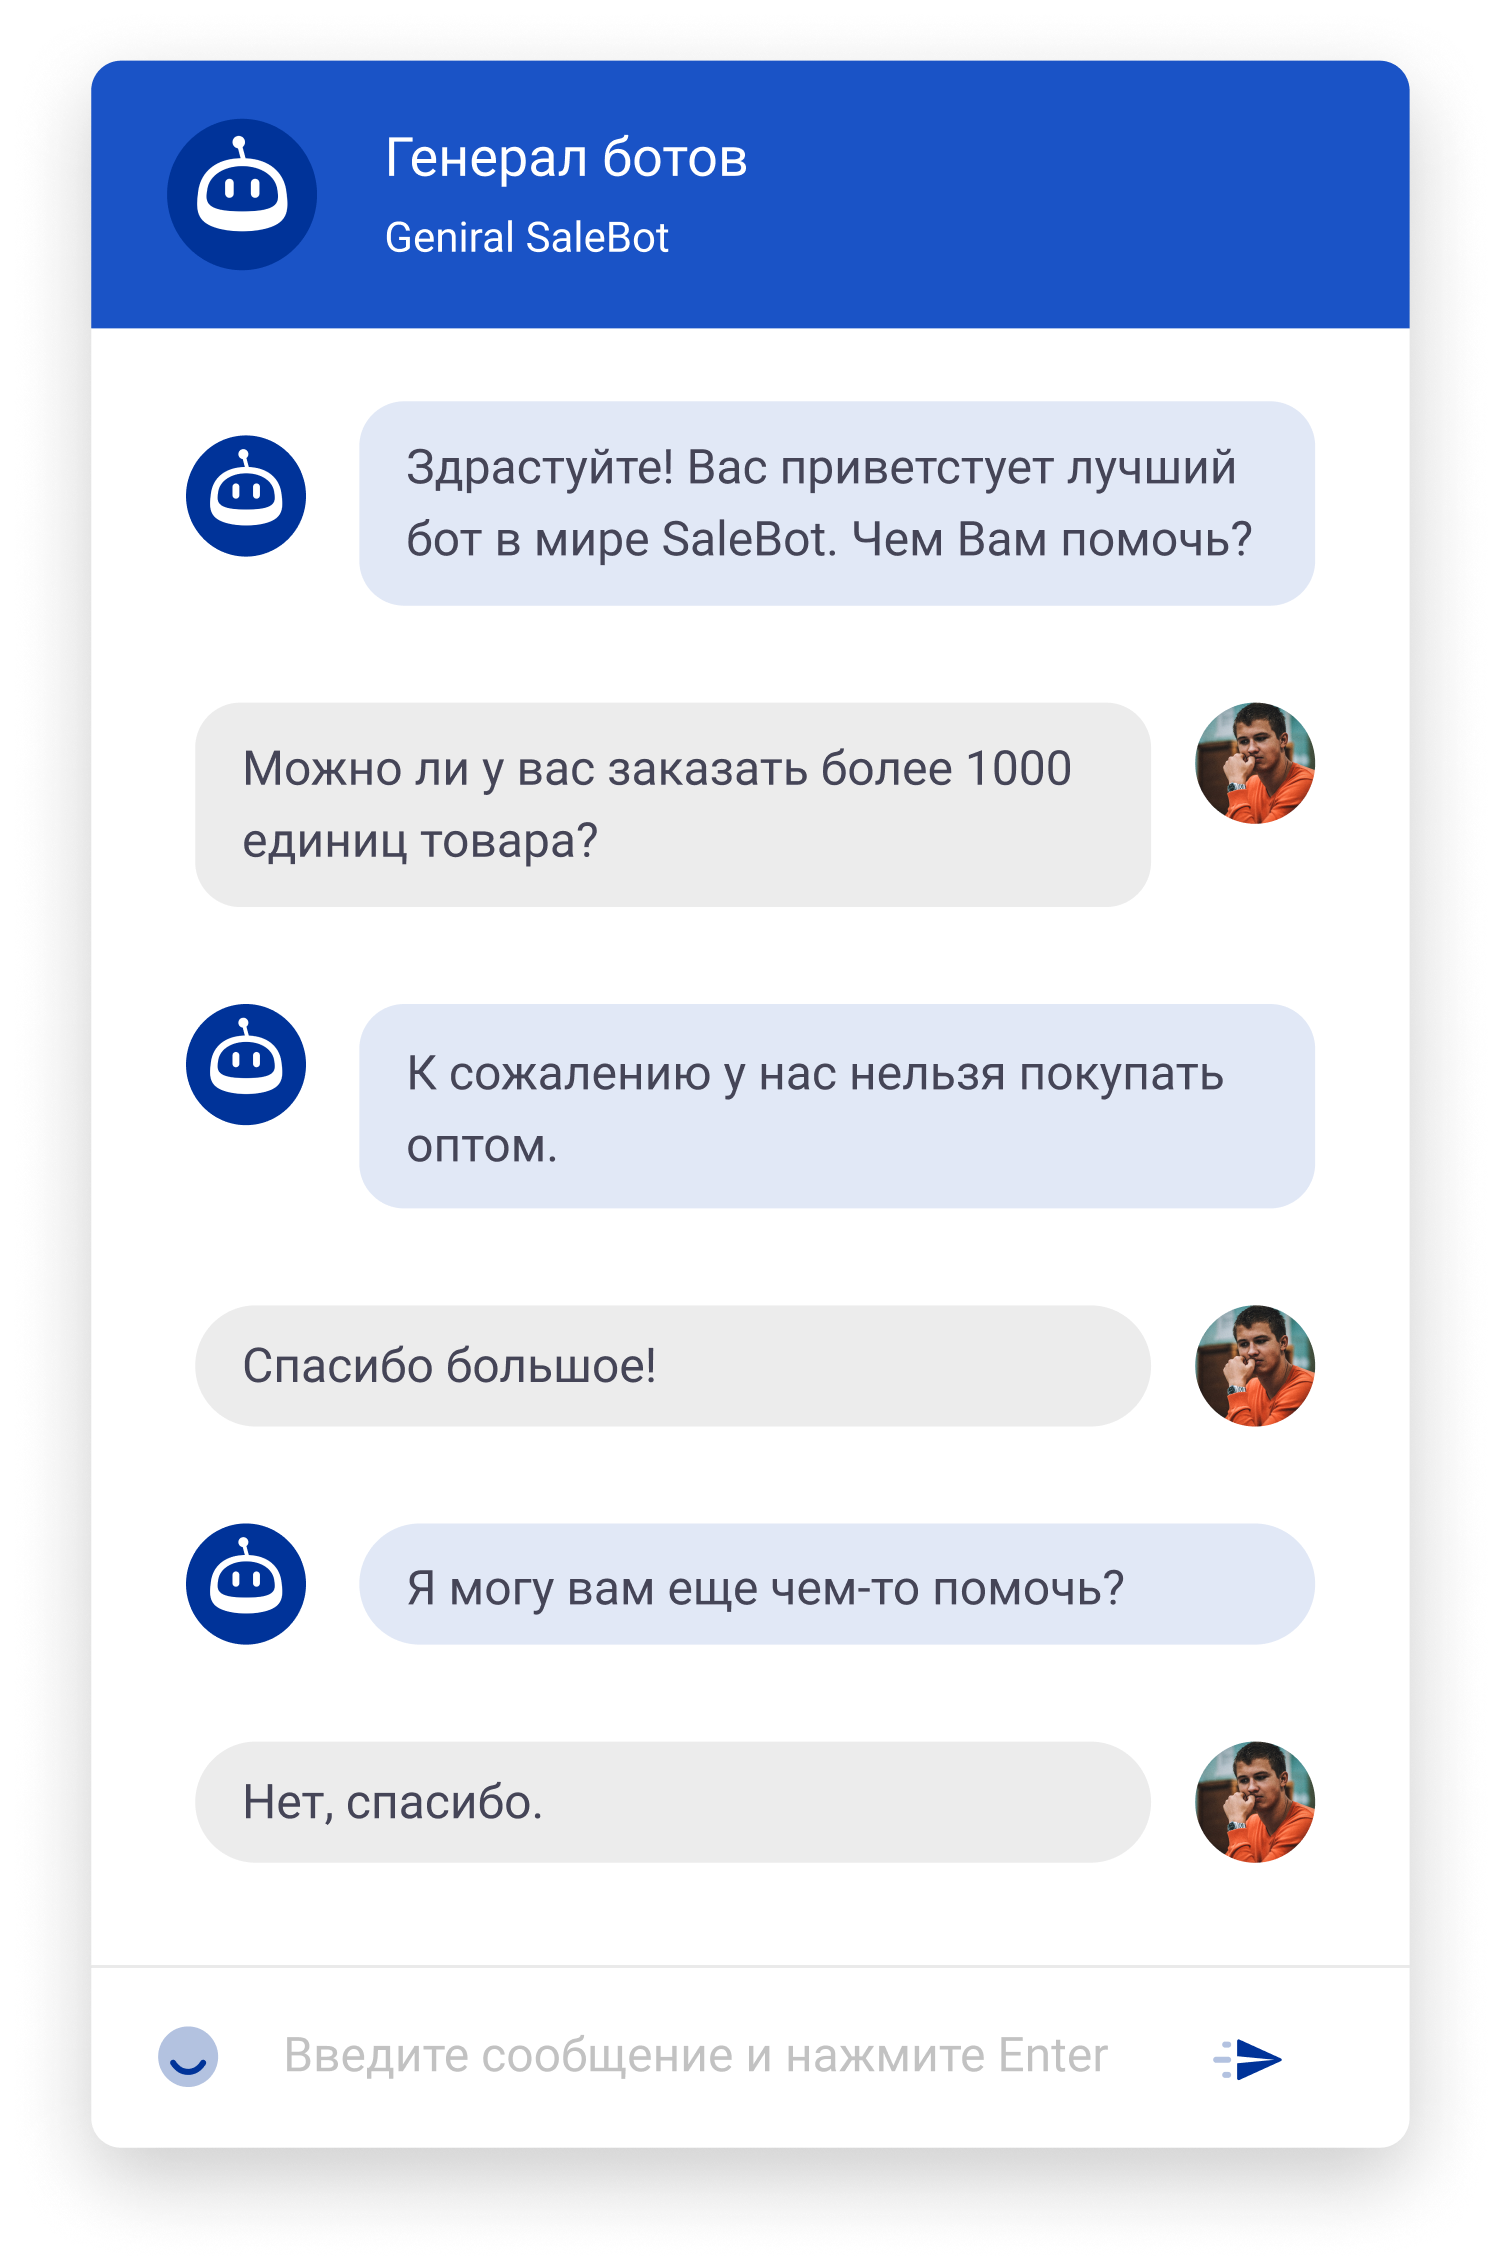 Генерал ботов
Geniral SaleBot
Здрастуйте! Вас приветстует лучший
бот в мире SaleBot. Чем Вам помочь?
Можно ли у вас заказать более 1000
единиц товара?
К сожалению у нас нельзя покупать
оптом.
Спасибо большое!
Я могу вам еще чем-то помочь?
Нет, спасибо.
Введите сообщение и нажмите Enter